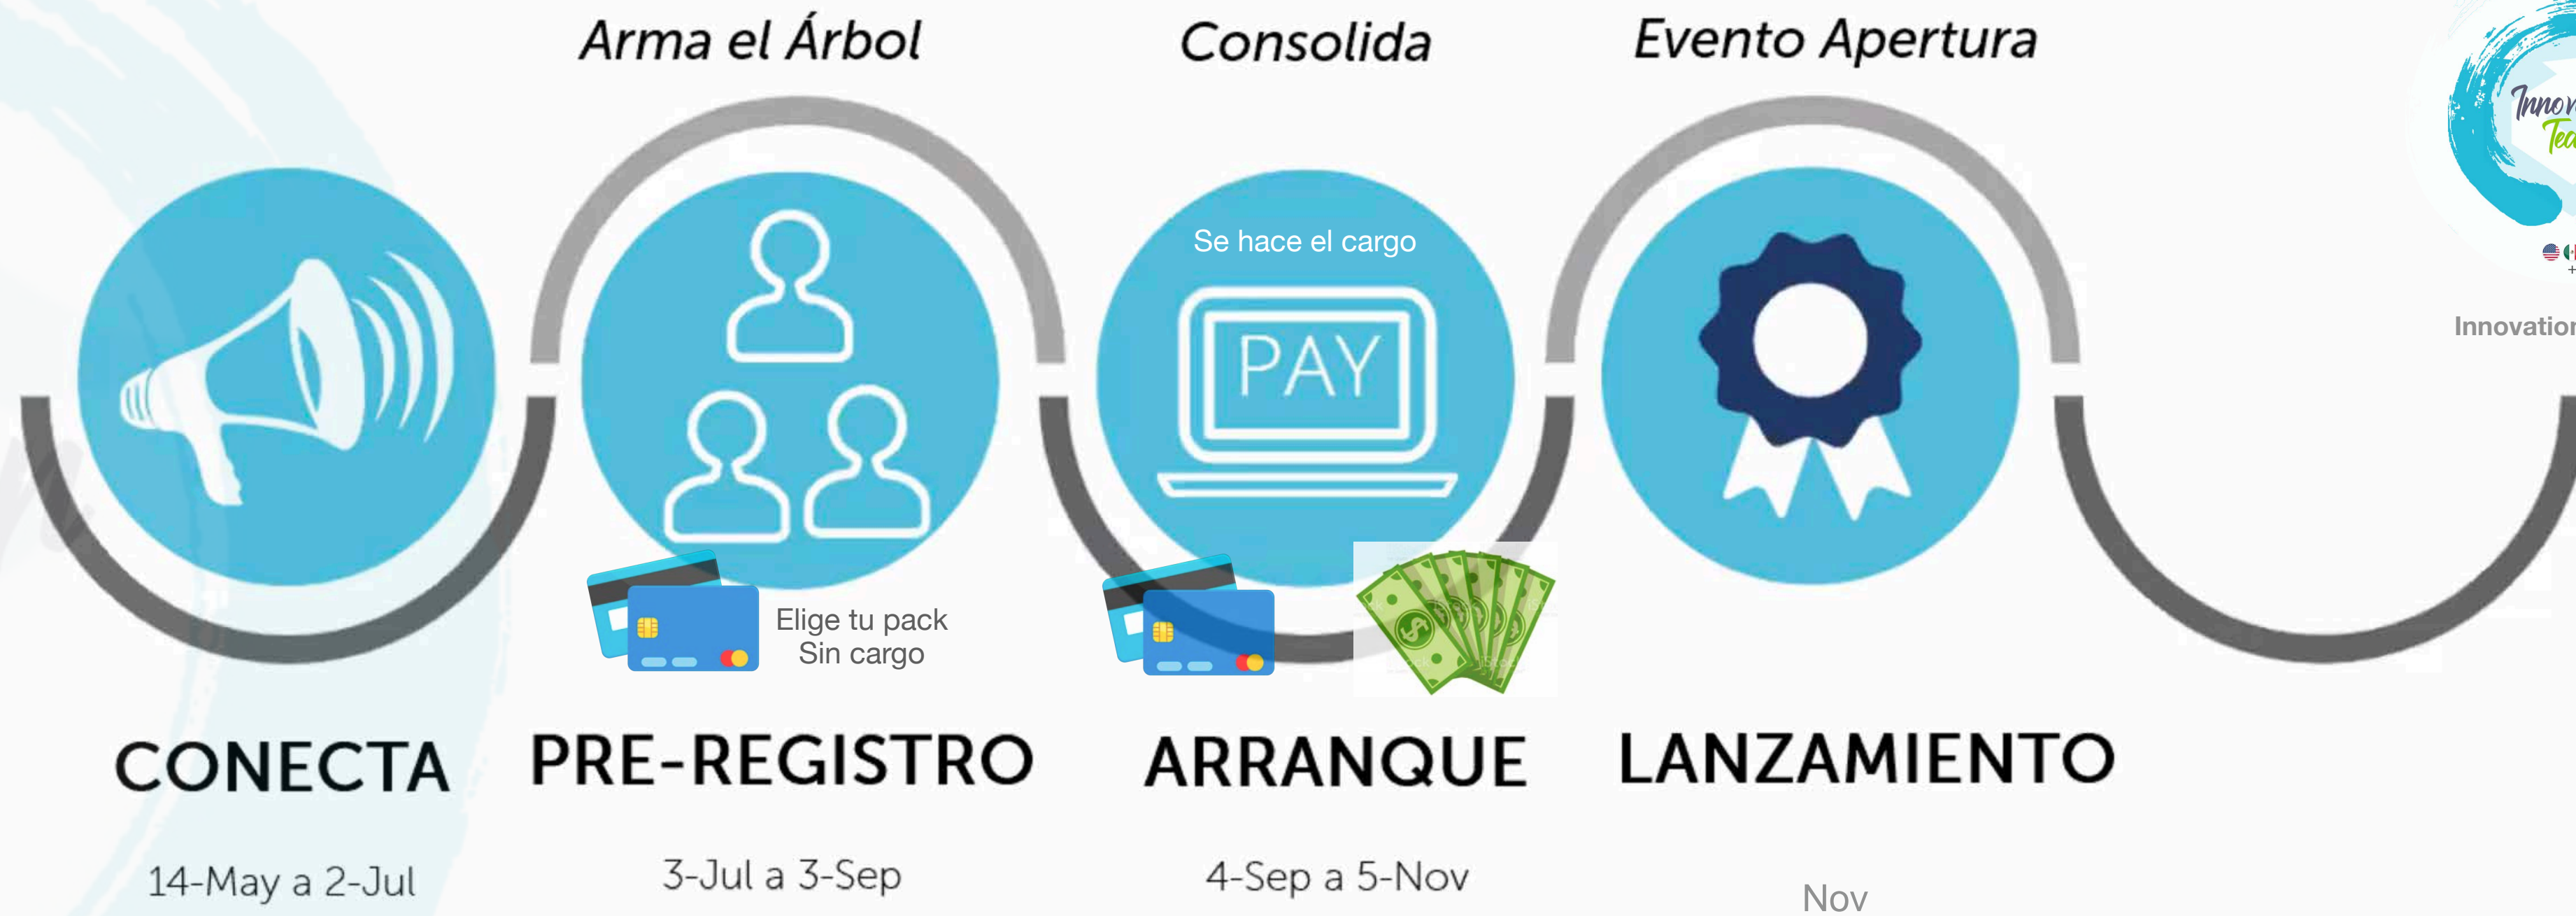 Arma el Árbol
Consolida
Evento Apertura
Se hace el cargo
PAY
Elige tu pack
Sin cargo
CONECTA
PRE-REGISTRO
ARRANQUE
LANZAMIENTO
14-May a 2-Jul
3-Jul a 3-Sep
4-Sep a 5-Nov
Nov